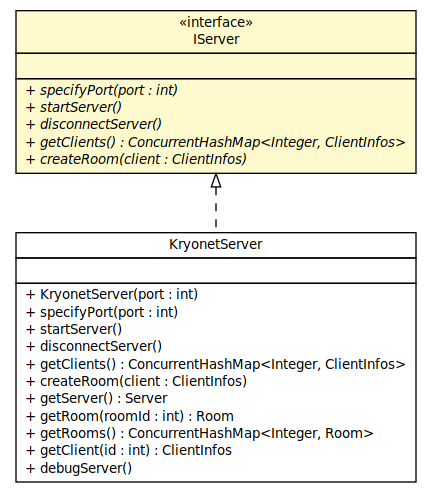 «interface»
IServer
+ specifyPort(port : int)
+ startServer()
+ disconnectServer()
+ getClients() : ConcurrentHashMap<Integer, ClientInfos>
+ createRoom(client : ClientInfos)
KryonetServer
+ KryonetServer(port : int)
+ specifyPort(port : int)
+ startServer()
+ disconnectServer()
+ getClients() : ConcurrentHashMap<Integer, ClientInfos>
+ createRoom(client : ClientInfos)
+ getServer() : Server
+ getRoom(roomId : int) : Room
+ getRooms() : ConcurrentHashMap<Integer, Room>
+ getClient(id : int) : ClientInfos
+ debugServer()